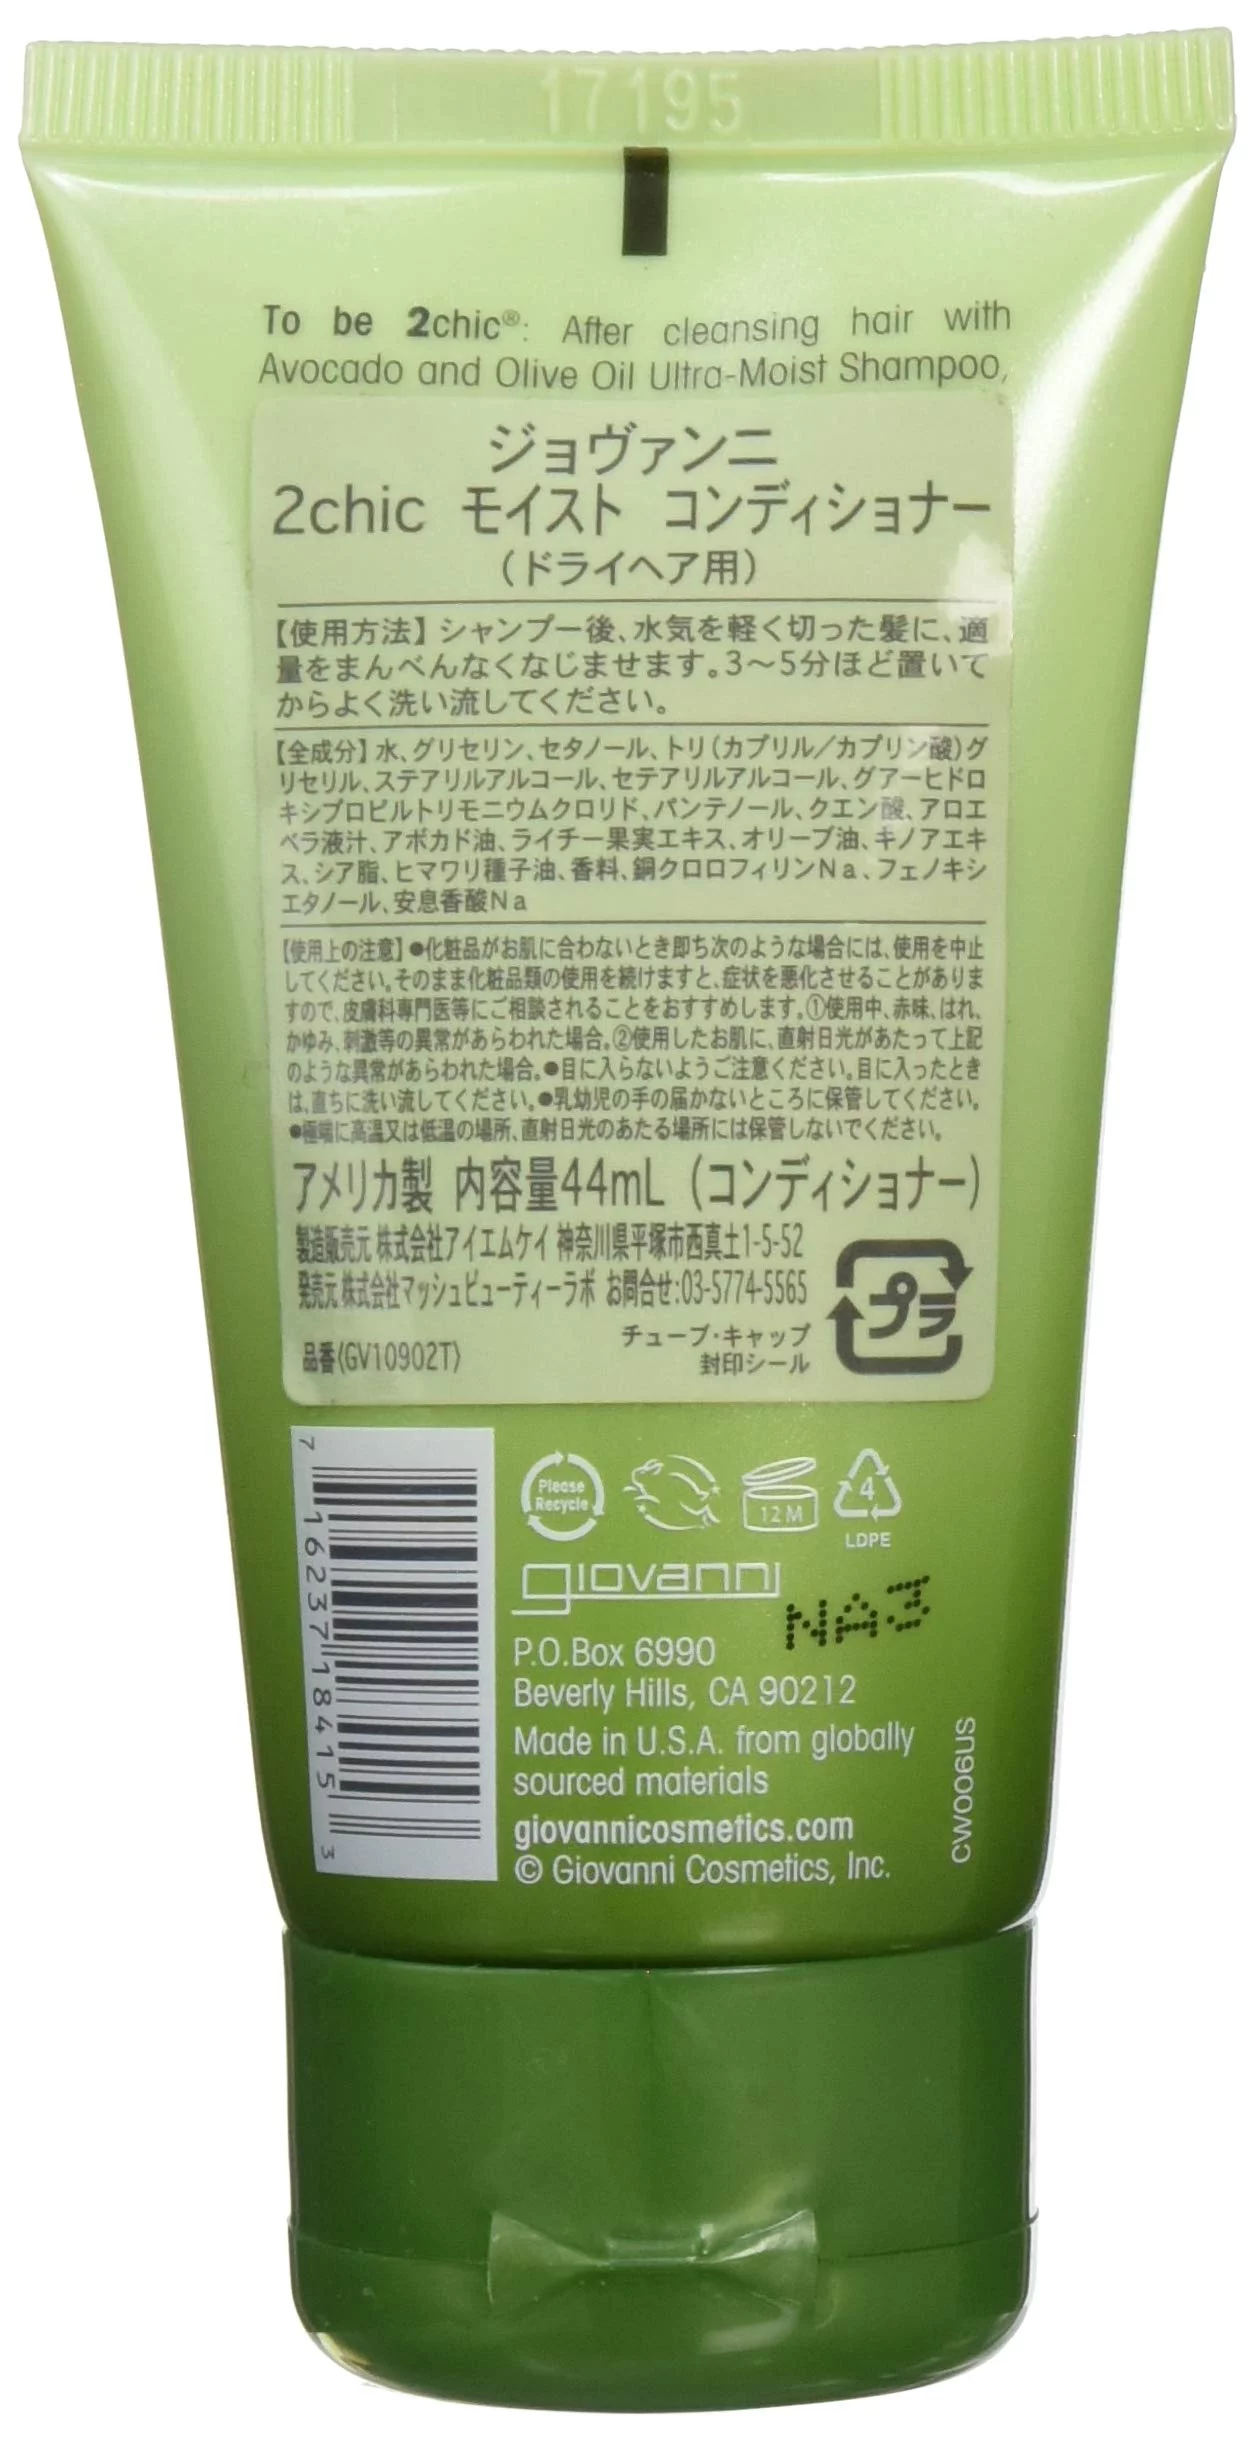 17195
To be 2chic®: After cleansing hair with
Avocado and Olive Oil Ultra-Moist Shampoo,
ジョヴァンニ
2chic モイスト コンディショナー
（ドライヘア用）
【使用方法】シャンプー後、水気を軽く切った髪に、適
量をまんべんなくなじませます。3～5分ほど置いて
からよく洗い流してください。
【全成分】水、グリセリン、セタノール、トリ（カプリル／カプリン酸）グ
リセリル、ステアリルアルコール、セテアリルアルコール、グアーヒドロ
キシプロピルトリモニウムクロリド、パンテノール、クエン酸、アロエ
ベラ液汁、アボカド油、ライチー果実エキス、オリーブ油、キノアエキ
ス、シア脂、ヒマワリ種子油、香料、銅クロロフィリンNa、フェノキシ
エタノール、安息香酸Na
【使用上の注意】●化粧品がお肌に合わないとき即ち次のような場合には、使用を中止
してください。そのまま化粧品類の使用を続けますと、症状を悪化させることがありま
すので、皮膚科専門医等にご相談されることをおすすめします。①使用中、赤味、はれ、
かゆみ、刺激等の異常があらわれた場合。②使用したお肌に、直射日光があたって上記
のような異常があらわれた場合。●目に入らないようご注意ください。目に入ったとき
は、直ちに洗い流してください。●乳幼児の手の届かないところに保管してください。
●極端に高温又は低温の場所、直射日光のあたる場所には保管しないでください。
アメリカ製 内容量44mL（コンディショナー）
製造販売元 株式会社アイエムケイ 神奈川県平塚市西真土1-5-52
発売元 株式会社マッシュビューティーラボ お問合せ:03-5774-5565
品番(GV10902T)
チューブ・キャップ
封印シール
プラ
7 16237 18415 3
Please
Recycle
12M
4
LDPE
giovanni
NA3
P.O.Box 6990
Beverly Hills, CA 90212
Made in U.S.A. from globally
sourced materials
giovannicosmetics.com
© Giovanni Cosmetics, Inc.
CW006US